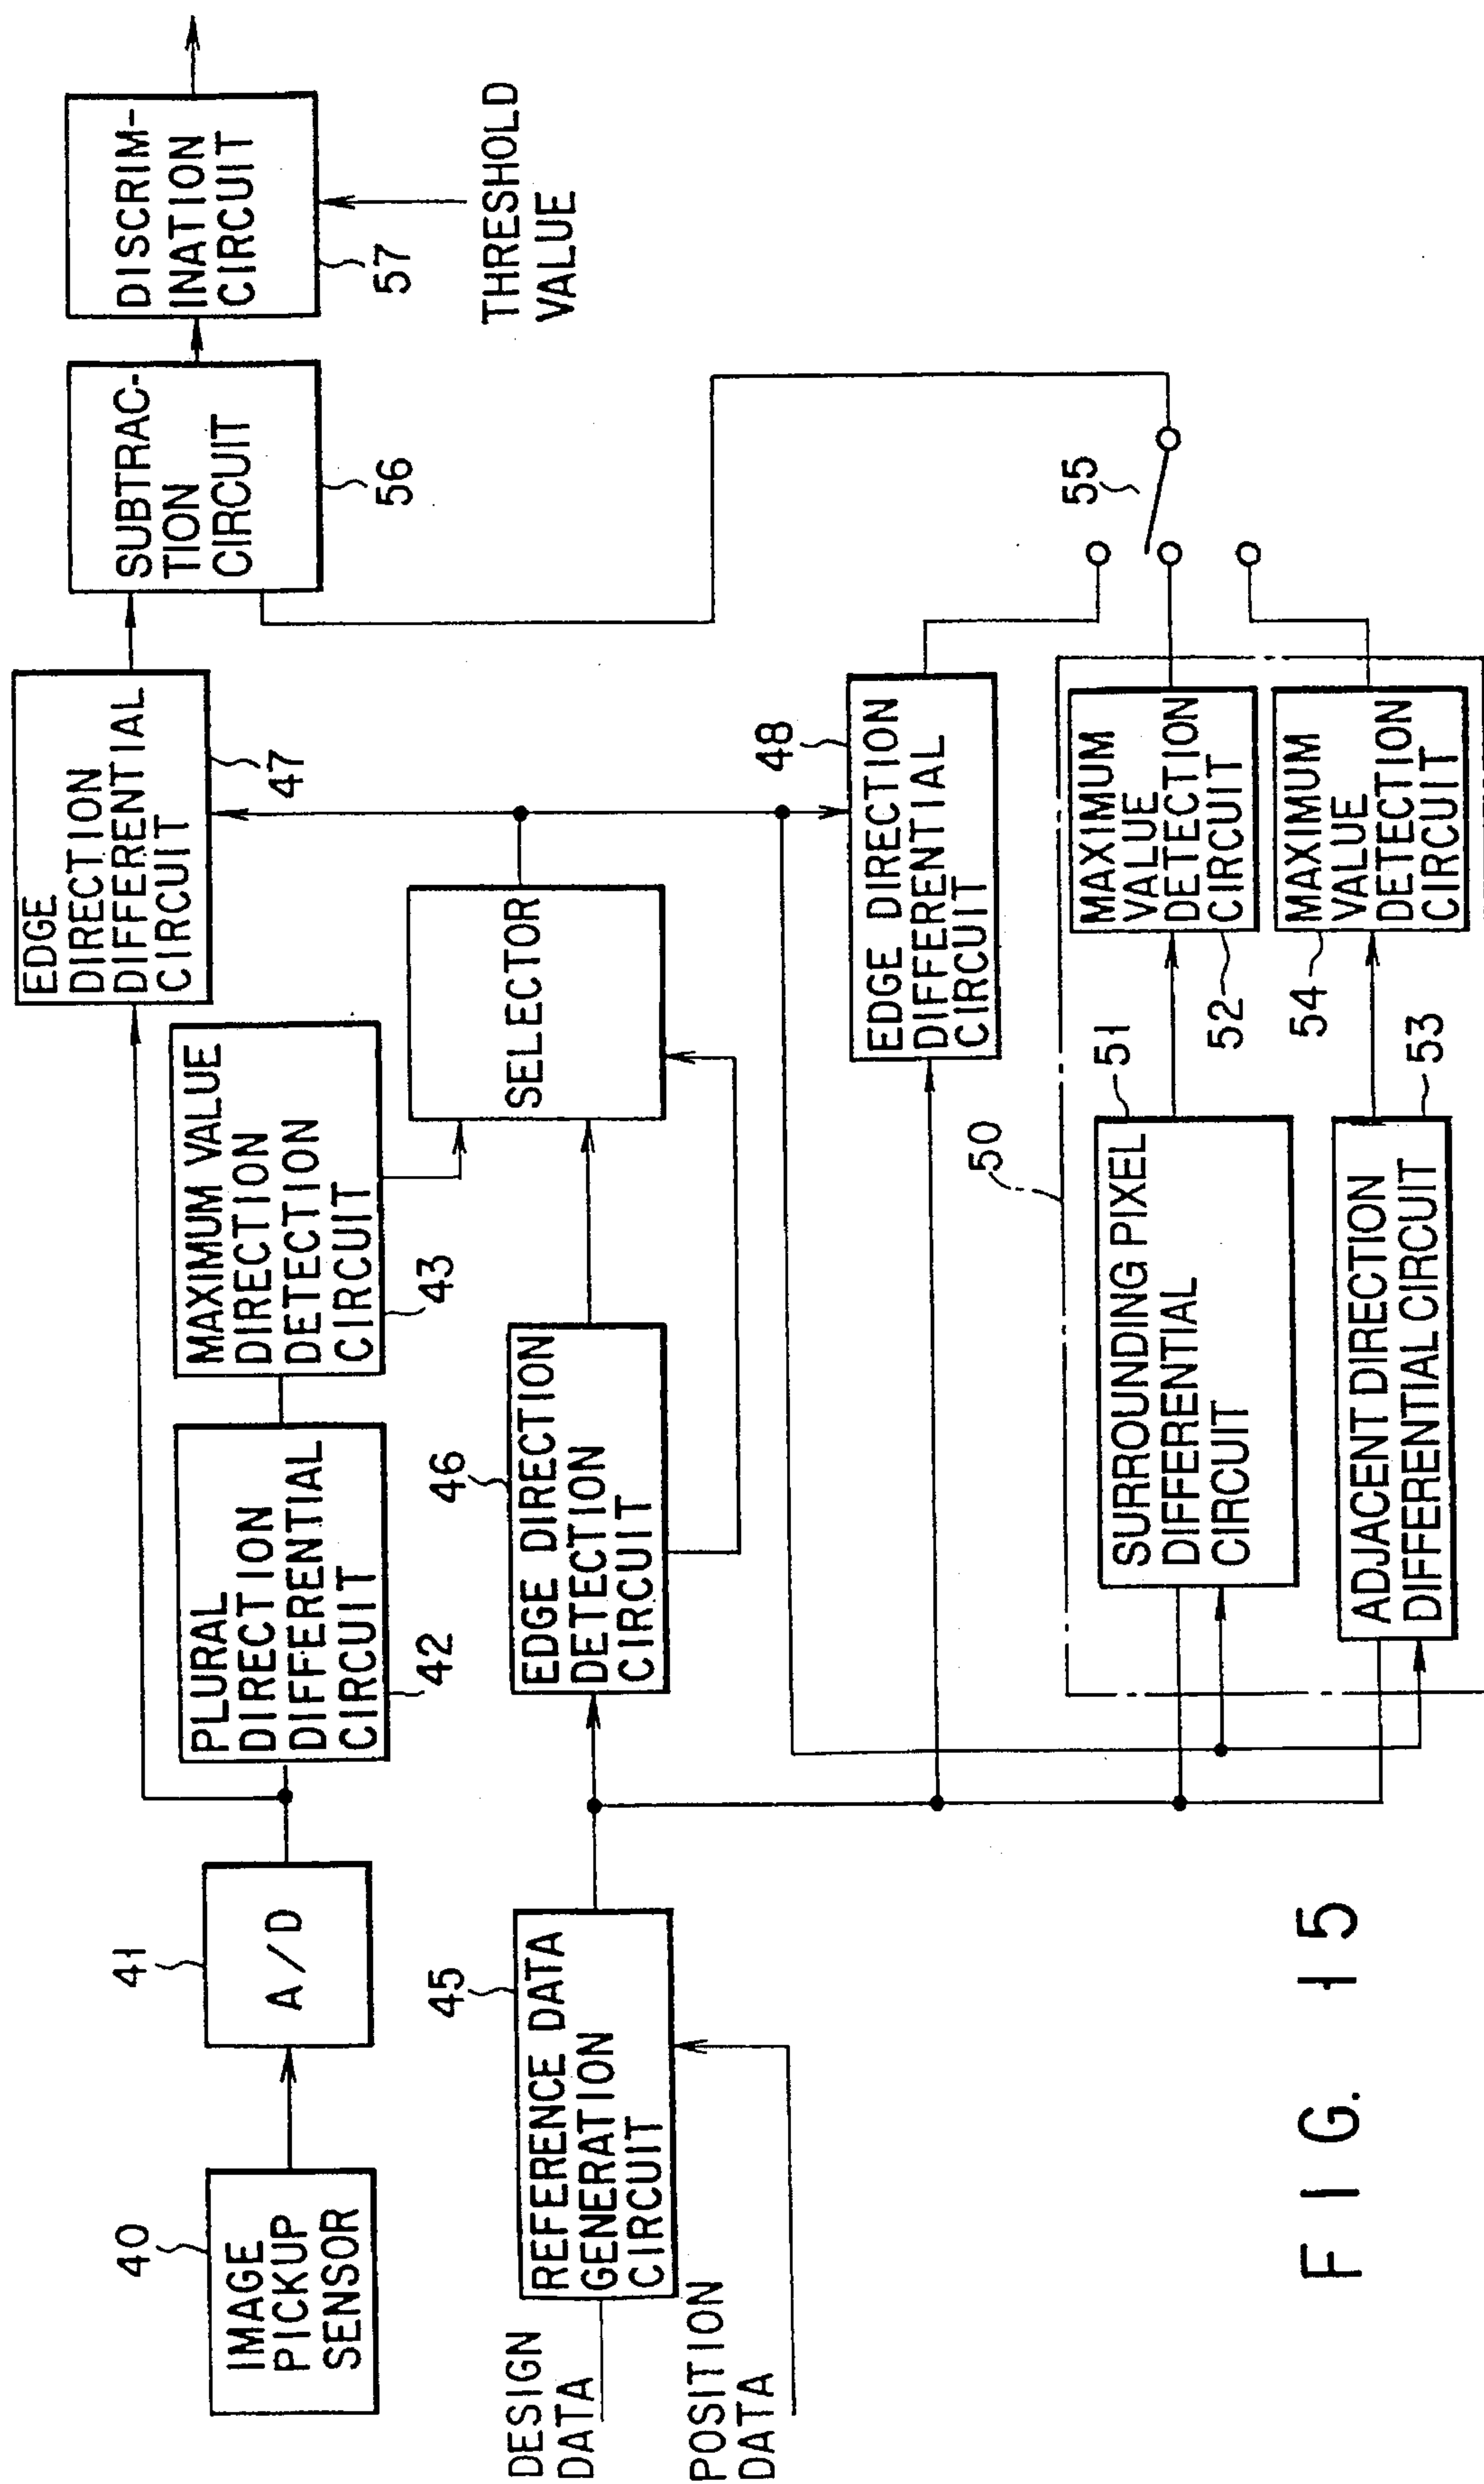 40
IMAGE
PICKUP
SENSOR
41
A/D
PLURAL
DIRECTION
DIFFERENTIAL
CIRCUIT
42
MAXIMUM VALUE
DIRECTION
DETECTION
CIRCUIT
43
EDGE
DIRECTION
DIFFERENTIAL
CIRCUIT
47
SUBTRAC-
TION
CIRCUIT
56
DISCRIM-
INATION
CIRCUIT
57
THRESHOLD
VALUE
DESIGN
DATA
POSITION
DATA
45
REFERENCE DATA
GENERATION
CIRCUIT
46
EDGE DIRECTION
DETECTION
CIRCUIT
SELECTOR
48
EDGE DIRECTION
DIFFERENTIAL
CIRCUIT
55
50
51
SURROUNDING PIXEL
DIFFERENTIAL
CIRCUIT
MAXIMUM
VALUE
DETECTION
CIRCUIT
52
53
ADJACENT DIRECTION
DIFFERENTIAL CIRCUIT
54
MAXIMUM
VALUE
DETECTION
CIRCUIT
FIG. 15